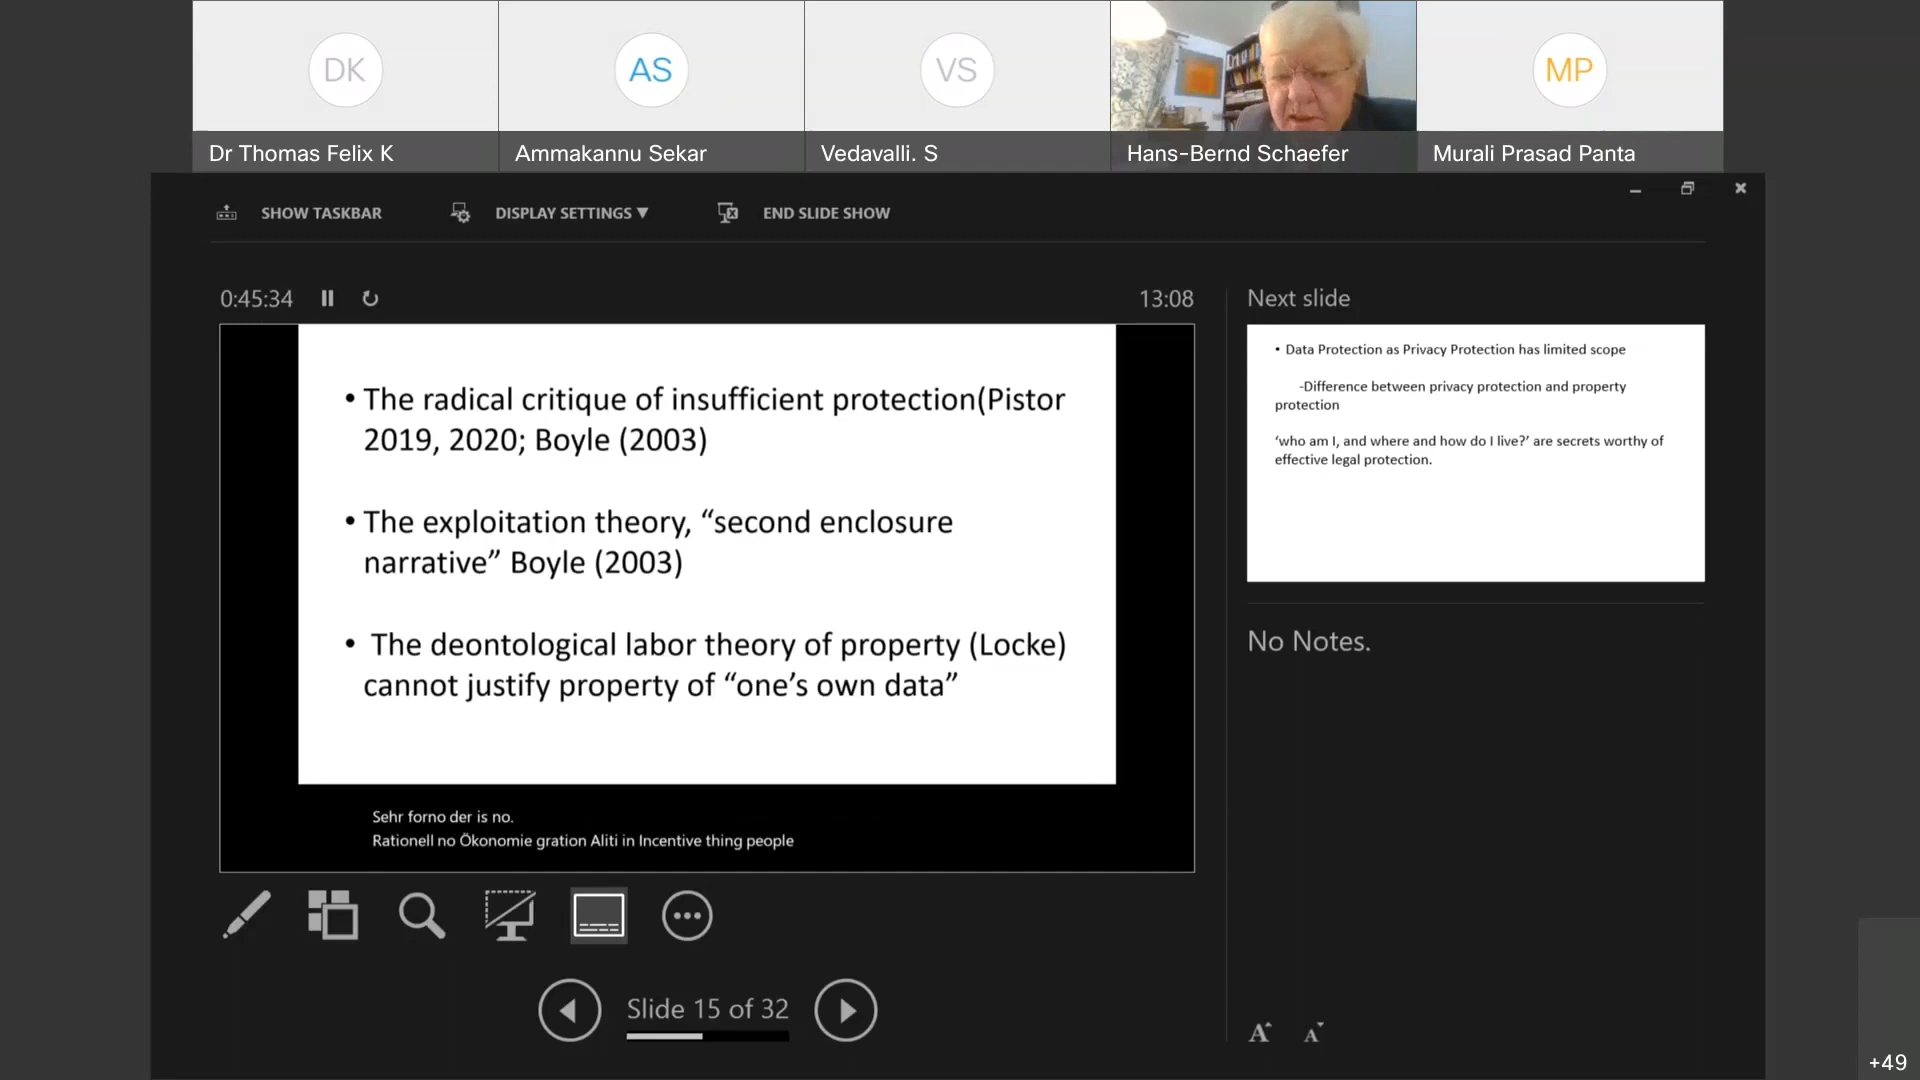 DK
AS
VS
MP
Dr Thomas Felix K
Ammakannu Sekar
Vedavalli. S
Hans-Bernd Schaefer
Murali Prasad Panta
SHOW TASKBAR
DISPLAY SETTINGS ▼
END SLIDE SHOW
0:45:34
13:08
• The radical critique of insufficient protection(Pistor
2019, 2020; Boyle (2003)
• The exploitation theory, “second enclosure
narrative” Boyle (2003)
• The deontological labor theory of property (Locke)
cannot justify property of “one’s own data”
Sehr forno der is no.
Rationell no Ökonomie gration Aliti in Incentive thing people
Slide 15 of 32
Next slide
• Data Protection as Privacy Protection has limited scope
-Difference between privacy protection and property
protection
‘who am I, and where and how do I live?’ are secrets worthy of
effective legal protection.
No Notes.
A A
+49